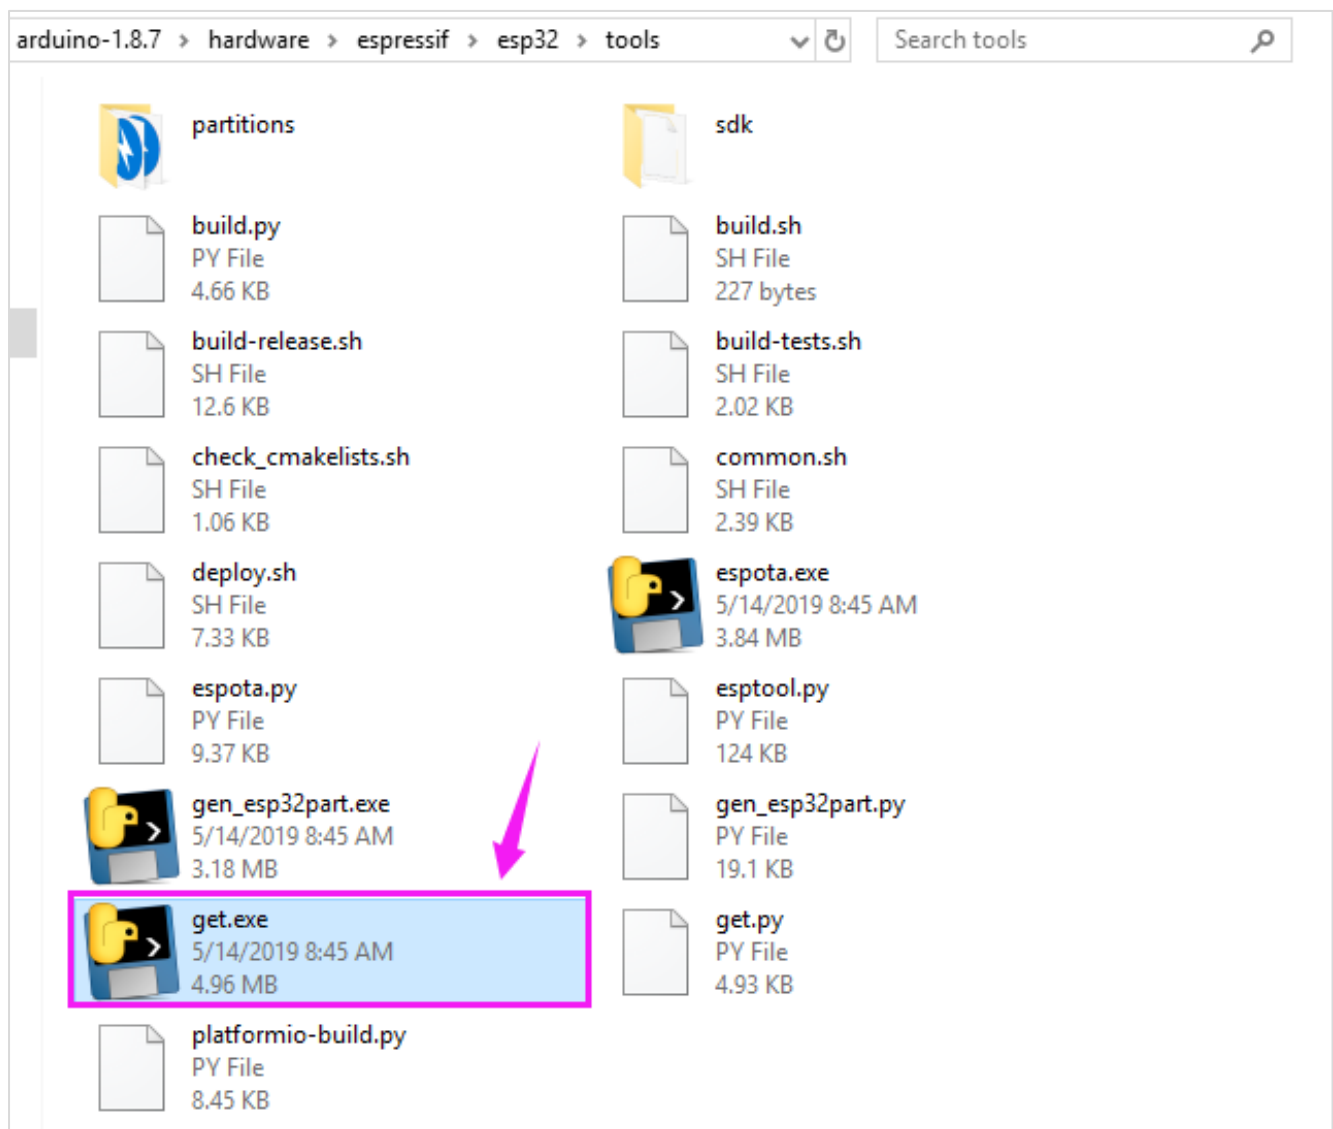 arduino-1.8.7 > hardware > espressif > esp32 > tools
Search tools
partitions
sdk
build.py
PY File
4.66 KB
build.sh
SH File
227 bytes
build-release.sh
SH File
12.6 KB
build-tests.sh
SH File
2.02 KB
check_cmakelists.sh
SH File
1.06 KB
common.sh
SH File
2.39 KB
deploy.sh
SH File
7.33 KB
espota.exe
5/14/2019 8:45 AM
3.84 MB
espota.py
PY File
9.37 KB
esptool.py
PY File
124 KB
gen_esp32part.exe
5/14/2019 8:45 AM
3.18 MB
gen_esp32part.py
PY File
19.1 KB
get.exe
5/14/2019 8:45 AM
4.96 MB
get.py
PY File
4.93 KB
platformio-build.py
PY File
8.45 KB